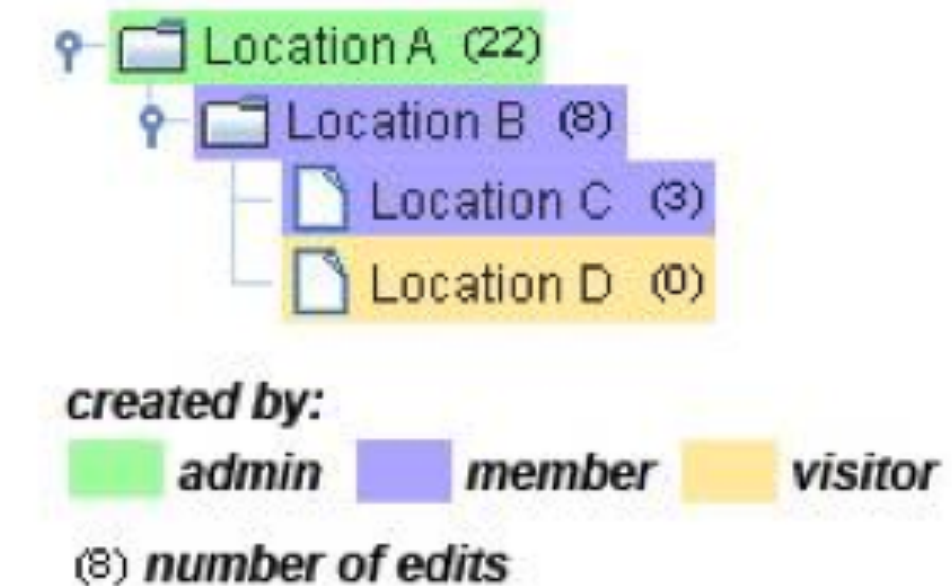 Location A (22)
Location B (8)
Location C (3)
Location D (0)
created by:
admin member visitor
(8) number of edits